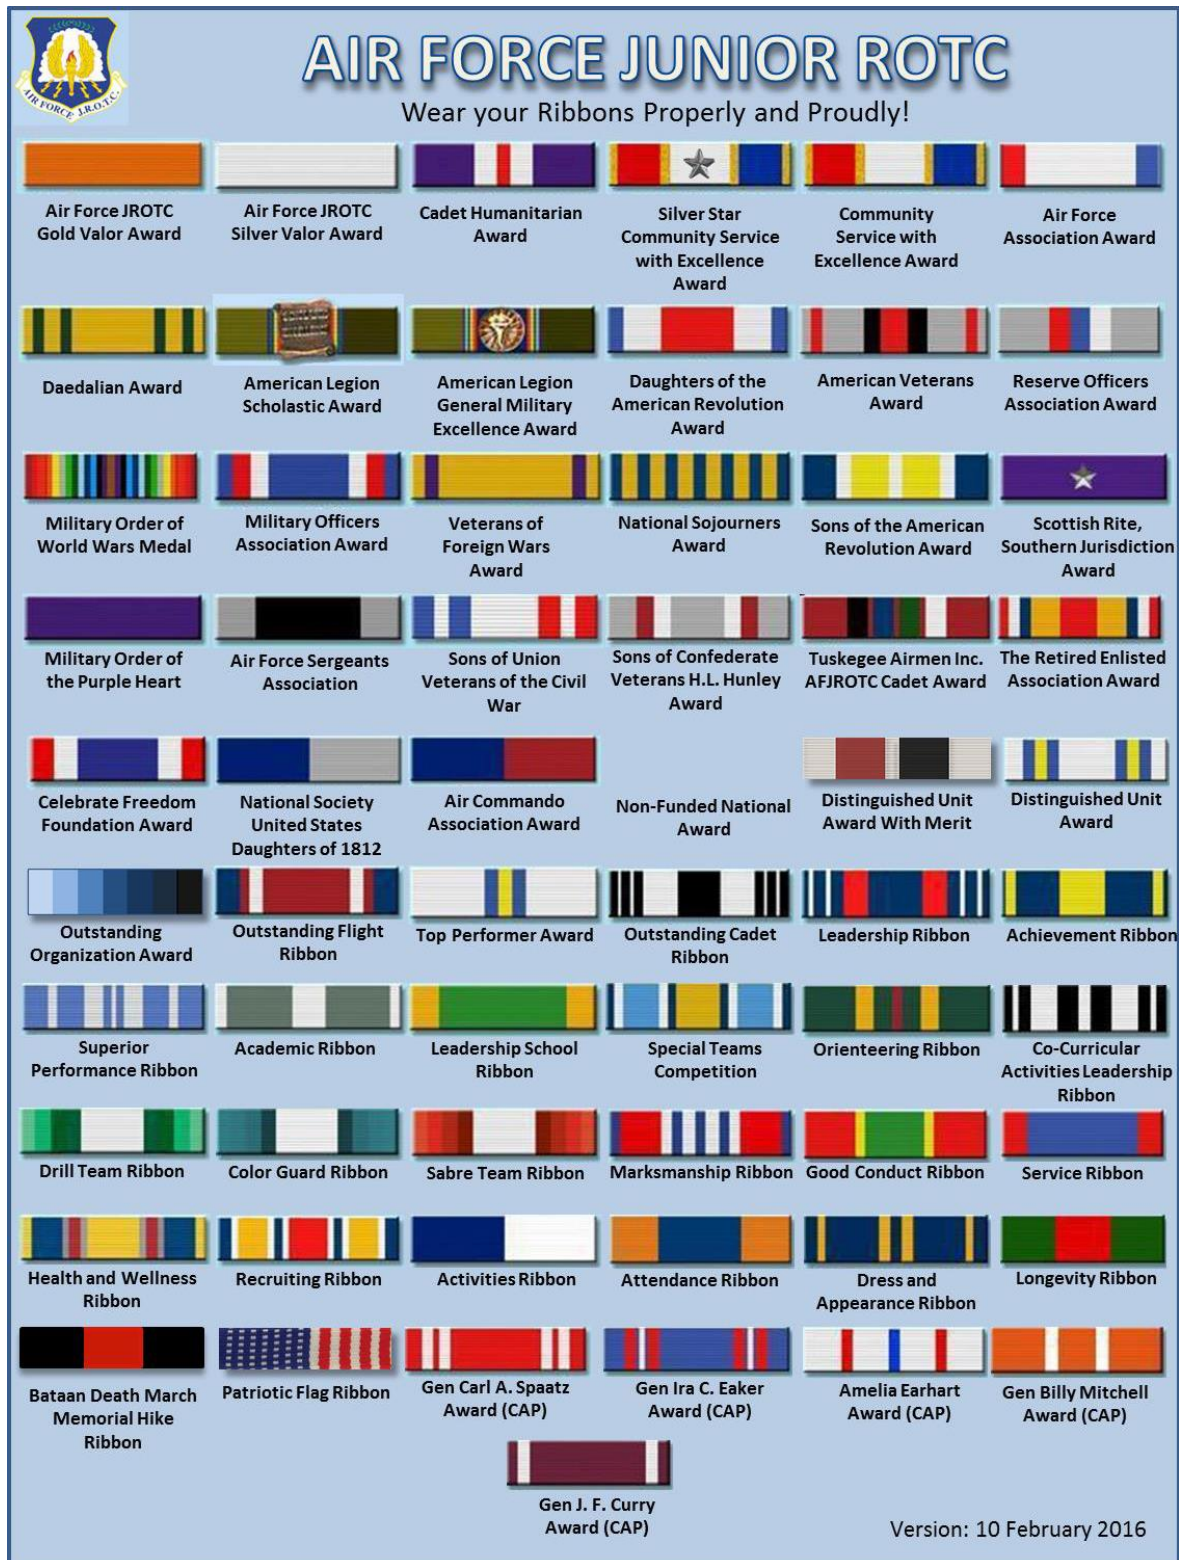 AIR FORCE J.R.O.T.C.
AIR FORCE JUNIOR ROTC
Wear your Ribbons Properly and Proudly!
Air Force JROTC
Gold Valor Award
Air Force JROTC
Silver Valor Award
Cadet Humanitarian
Award
Silver Star
Community Service
with Excellence
Award
Community
Service with
Excellence Award
Air Force
Association Award
Daedalian Award
American Legion
Scholastic Award
American Legion
General Military
Excellence Award
Daughters of the
American Revolution
Award
American Veterans
Award
Reserve Officers
Association Award
Military Order of
World Wars Medal
Military Officers
Association Award
Veterans of
Foreign Wars
Award
National Sojourners
Award
Sons of the American
Revolution Award
Scottish Rite,
Southern Jurisdiction
Award
Military Order of
the Purple Heart
Air Force Sergeants
Association
Sons of Union
Veterans of the Civil
War
Sons of Confederate
Veterans H.L. Hunley
Award
Tuskegee Airmen Inc.
AFJROTC Cadet Award
The Retired Enlisted
Association Award
Celebrate Freedom
Foundation Award
National Society
United States
Daughters of 1812
Air Commando
Association Award
Non-Funded National
Award
Distinguished Unit
Award With Merit
Distinguished Unit
Award
Outstanding
Organization Award
Outstanding Flight
Ribbon
Top Performer Award
Outstanding Cadet
Ribbon
Leadership Ribbon
Achievement Ribbon
Superior
Performance Ribbon
Academic Ribbon
Leadership School
Ribbon
Special Teams
Competition
Orienteering Ribbon
Co-Curricular
Activities Leadership
Ribbon
Drill Team Ribbon
Color Guard Ribbon
Sabre Team Ribbon
Marksmanship Ribbon
Good Conduct Ribbon
Service Ribbon
Health and Wellness
Ribbon
Recruiting Ribbon
Activities Ribbon
Attendance Ribbon
Dress and
Appearance Ribbon
Longevity Ribbon
Bataan Death March
Memorial Hike
Ribbon
Patriotic Flag Ribbon
Gen Carl A. Spaatz
Award (CAP)
Gen Ira C. Eaker
Award (CAP)
Amelia Earhart
Award (CAP)
Gen Billy Mitchell
Award (CAP)
Gen J. F. Curry
Award (CAP)
Version: 10 February 2016